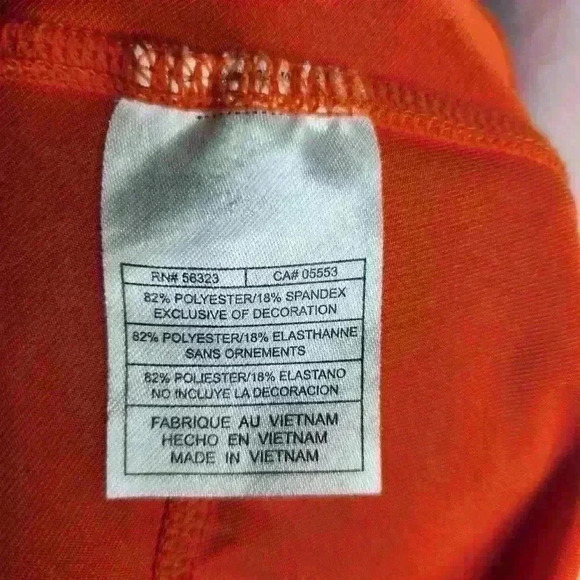 RN# 56323 CA# 05553
82% POLYESTER/18% SPANDEX
EXCLUSIVE OF DECORATION
82% POLYESTER/18% ELASTHANNE
SANS ORNEMENTS
82% POLIESTER/18% ELASTANO
NO INCLUYE LA DECORACION
FABRIQUE AU VIETNAM
HECHO EN VIETNAM
MADE IN VIETNAM